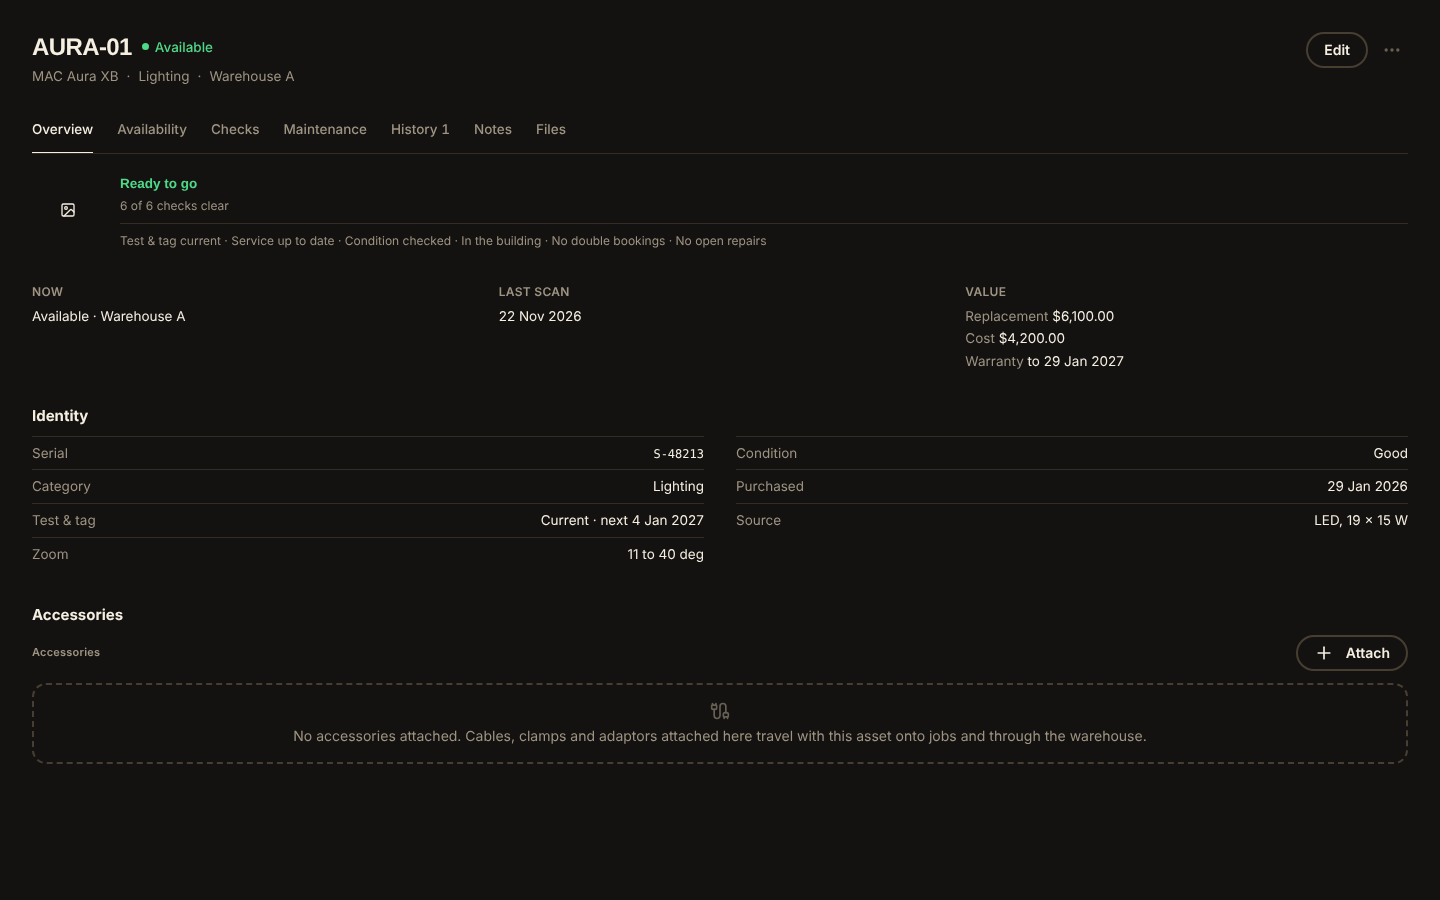 AURA-01 Available
Edit
MAC Aura XB · Lighting · Warehouse A
Overview Availability Checks Maintenance History 1 Notes Files
Ready to go
6 of 6 checks clear
Test & tag current · Service up to date · Condition checked · In the building · No double bookings · No open repairs
NOW
Available · Warehouse A
LAST SCAN
22 Nov 2026
VALUE
Replacement $6,100.00
Cost $4,200.00
Warranty to 29 Jan 2027
Identity
Serial S-48213
Category Lighting
Test & tag Current · next 4 Jan 2027
Zoom 11 to 40 deg
Condition Good
Purchased 29 Jan 2026
Source LED, 19 × 15 W
Accessories
Accessories
Attach
No accessories attached. Cables, clamps and adaptors attached here travel with this asset onto jobs and through the warehouse.